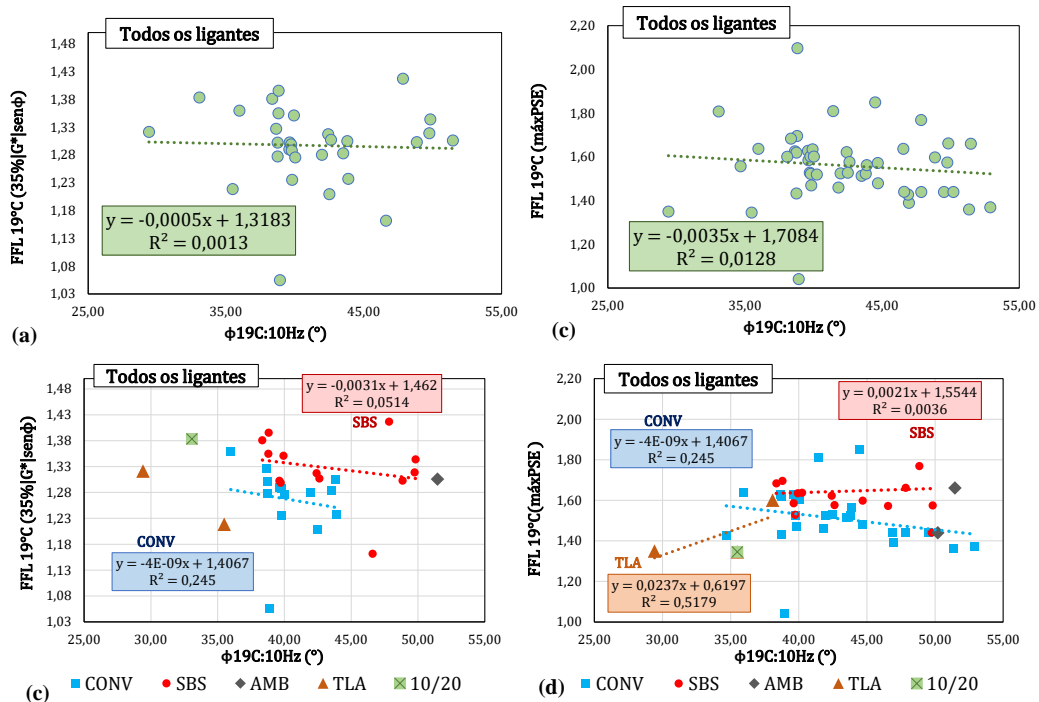 Todos os ligantes
1,48
1,43
1,38
1,33
1,28
1,23
1,18
1,13
1,08
1,03
FFL 19°C (35%|G*|senϕ)
y = -0,0005x + 1,3183
R² = 0,0013
25,00 35,00 45,00 55,00
ϕ19C:10Hz (°)
(a)
Todos os ligantes
2,20
2,00
1,80
1,60
1,40
1,20
1,00
FFL 19°C (máxPSE)
y = -0,0035x + 1,7084
R² = 0,0128
25,00 35,00 45,00 55,00
ϕ19C:10Hz (°)
(c)
Todos os ligantes
1,48
1,43
1,38
1,33
1,28
1,23
1,18
1,13
1,08
1,03
FFL 19°C (35%|G*|senϕ)
y = -0,0031x + 1,462
R² = 0,0514
SBS
CONV
y = -4E-09x + 1,4067
R² = 0,245
25,00 30,00 35,00 40,00 45,00 50,00 55,00
ϕ19C:10Hz (°)
(c)
CONV SBS AMB TLA 10/20
Todos os ligantes
2,20
2,00
1,80
1,60
1,40
1,20
1,00
FFL 19°C(máxPSE )
y = 0,0021x + 1,5544
R² = 0,0036
SBS
CONV
y = -4E-09x + 1,4067
R² = 0,245
TLA
y = 0,0237x + 0,6197
R² = 0,5179
25,00 30,00 35,00 40,00 45,00 50,00 55,00
ϕ19C:10Hz (°)
(d)
CONV SBS AMB TLA 10/20